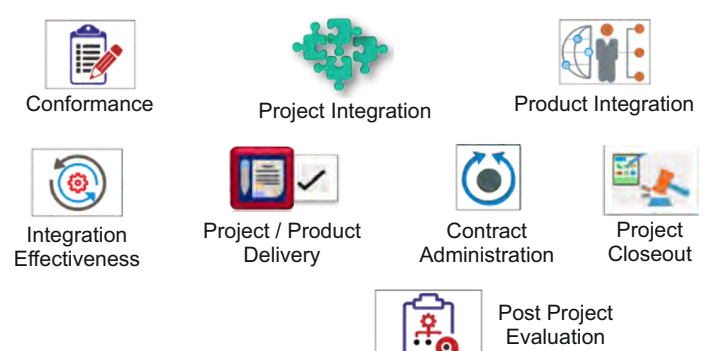 Conformance
Project Integration
Product Integration
Integration
Effectiveness
Project / Product
Delivery
Contract
Administration
Project
Closeout
Post Project
Evaluation